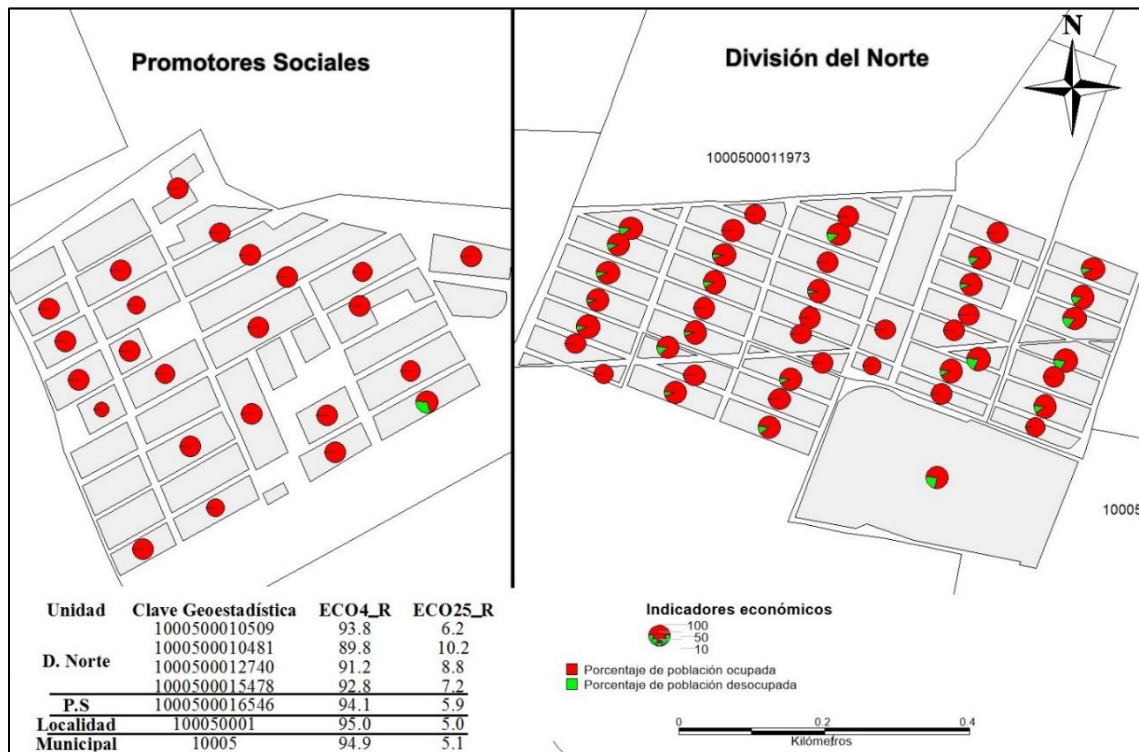 Promotores Sociales
División del Norte
N
1000500011973
10005
Unidad Clave Geoestadística ECO4_R ECO25_R
D. Norte
1000500010509 93.8 6.2
1000500010481 89.8 10.2
1000500012740 91.2 8.8
1000500015478 92.8 7.2
P.S 1000500016546 94.1 5.9
Localidad 100050001 95.0 5.0
Municipal 10005 94.9 5.1
Indicadores económicos
100
50
10
Porcentaje de población ocupada
Porcentaje de población desocupada
0 0.2 0.4
Kilómetros